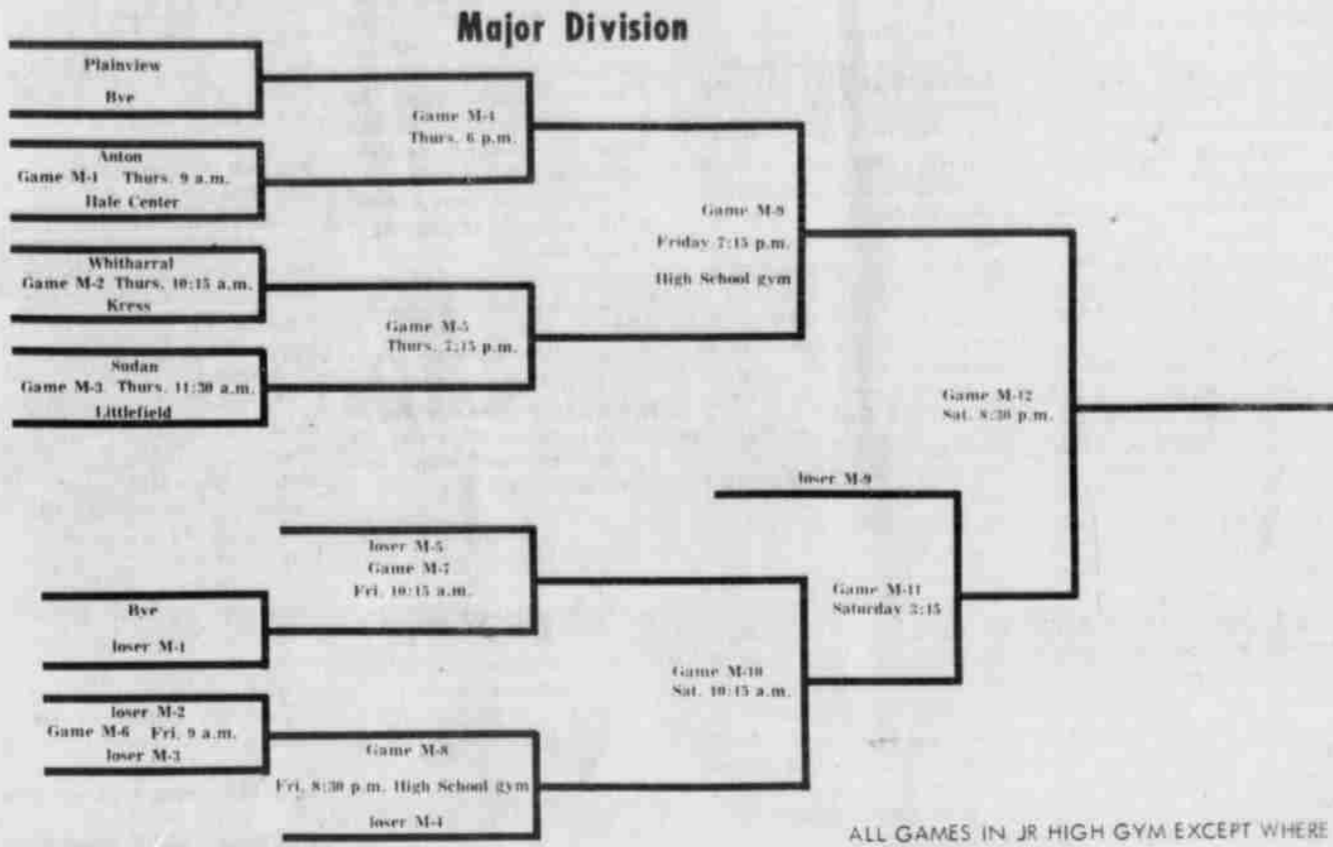 Major Division
Plainview
Bye
Game M-4
Thurs. 6 p.m.
Anton
Game M-1 Thurs. 9 a.m.
Hale Center
Game M-9
Friday 7:15 p.m.
High School gym
Whitharral
Game M-2 Thurs. 10:15 a.m.
Kress
Game M-5
Thurs. 7:15 p.m.
Sudan
Game M-3 Thurs. 11:30 a.m.
Littlefield
Game M-12
Sat. 8:30 p.m.
loser M-9
loser M-5
Game M-7
Fri. 10:15 a.m.
Game M-11
Saturday 3:15
Bye
loser M-1
Game M-10
Sat. 10:15 a.m.
loser M-2
Game M-6 Fri. 9 a.m.
loser M-3
Game M-8
Fri. 8:30 p.m. High School gym
loser M-4
ALL GAMES IN JR HIGH GYM EXCEPT WHERE